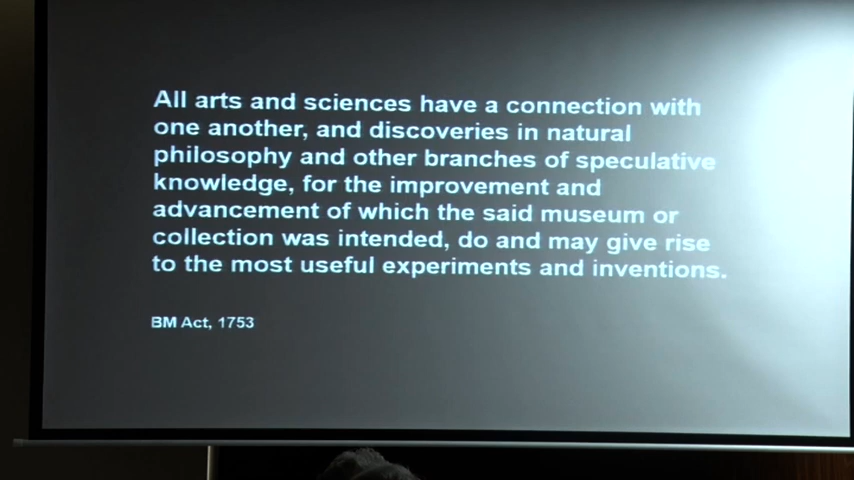 All arts and sciences have a connection with
one another, and discoveries in natural
philosophy and other branches of speculative
knowledge, for the improvement and
advancement of which the said museum or
collection was intended, do and may give rise
to the most useful experiments and inventions.
BM Act, 1753